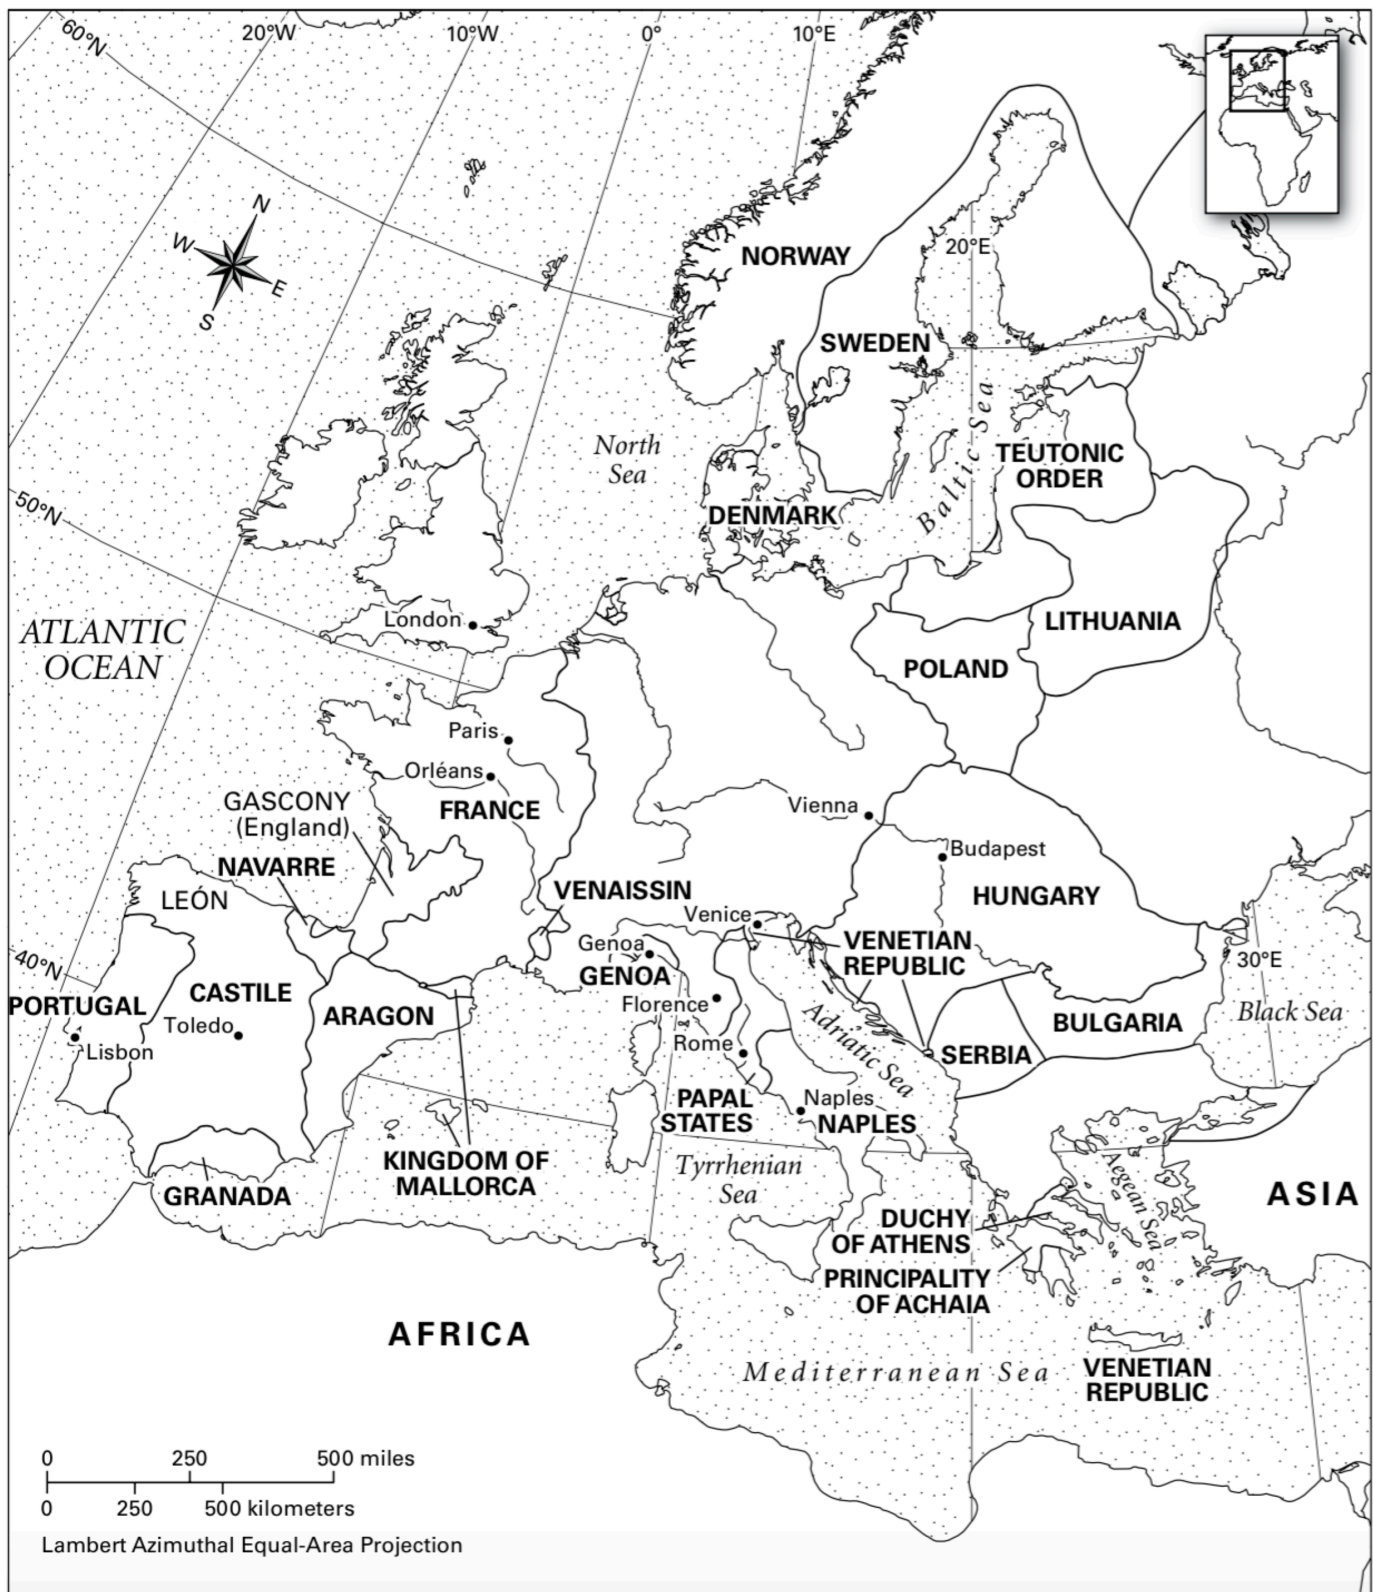 60°N
20°W
10°W
0°
10°E
N
W
E
S
NORWAY
20°E
SWEDEN
North
Sea
Baltic Sea
TEUTONIC
ORDER
50°N
DENMARK
ATLANTIC
OCEAN
London
LITHUANIA
POLAND
Paris
Orléans
GASCONY
(England)
FRANCE
Vienna
Budapest
NAVARRE
LEÓN
VENAISSIN
HUNGARY
Venice
Genoa
GENOA
VENETIAN
REPUBLIC
40°N
30°E
PORTUGAL
CASTILE
ARAGON
Florence
Toledo
Lisbon
Rome
Adriatic Sea
BULGARIA
Black Sea
SERBIA
PAPAL
STATES
Naples
NAPLES
KINGDOM OF
MALLORCA
GRANADA
Tyrrhenian
Sea
Aegean Sea
ASIA
DUCHY
OF ATHENS
PRINCIPALITY
OF ACHAIA
AFRICA
Mediterranean Sea
VENETIAN
REPUBLIC
0 250 500 miles
0 250 500 kilometers
Lambert Azimuthal Equal-Area Projection